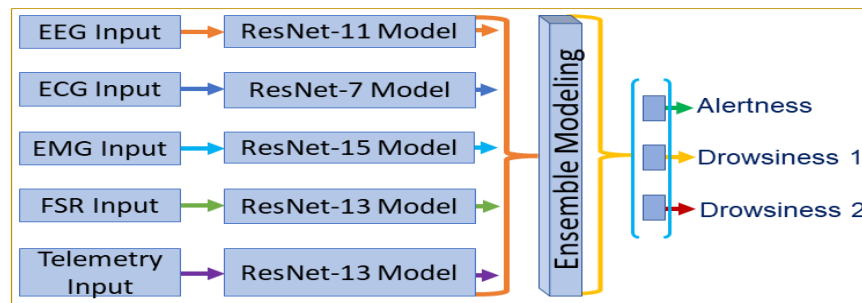 EEG Input
ResNet-11 Model
ECG Input
ResNet-7 Model
EMG Input
ResNet-15 Model
FSR Input
ResNet-13 Model
Telemetry
Input
ResNet-13 Model
Ensemble Modeling
Alertness
Drowsiness 1
Drowsiness 2